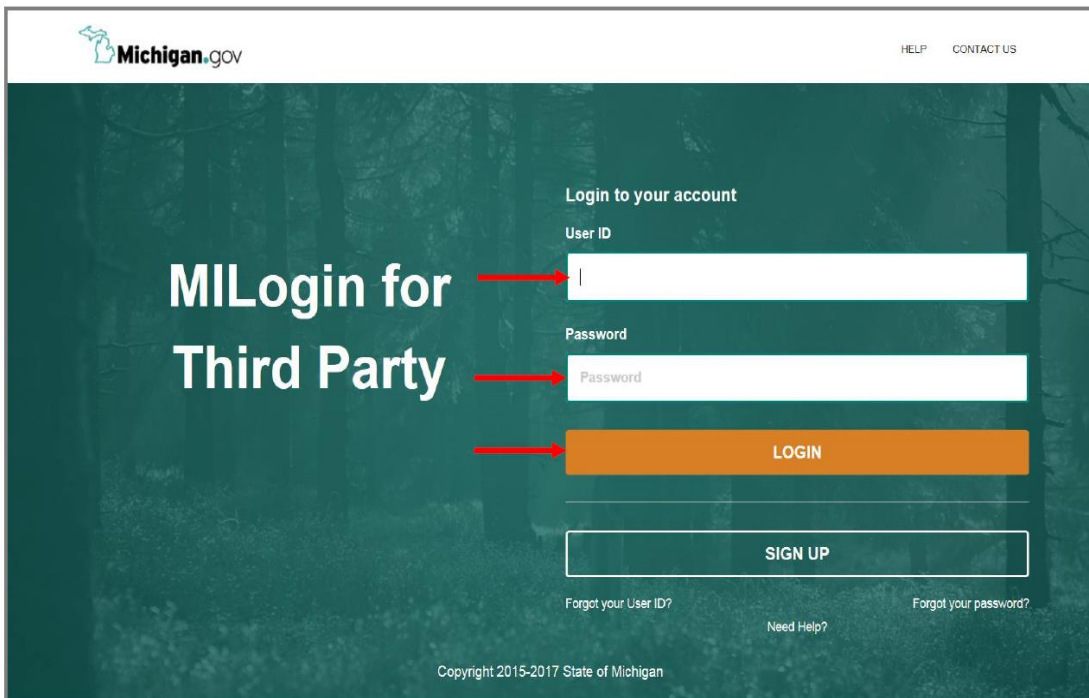 Michigan.gov
HELP CONTACT US
Login to your account
User ID
MILogin for
Third Party
Password
Password
LOGIN
SIGN UP
Forgot your User ID? Forgot your password?
Need Help?
Copyright 2015-2017 State of Michigan